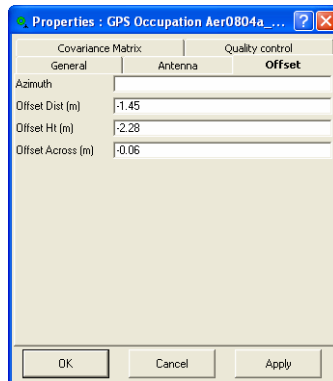 Properties : GPS Occupation Aer0804a_...
Covariance Matrix Quality control
General Antenna Offset
Azimuth
Offset Dist (m) -1.45
Offset Ht (m) -2.28
Offset Across (m) -0.06
OK Cancel Apply